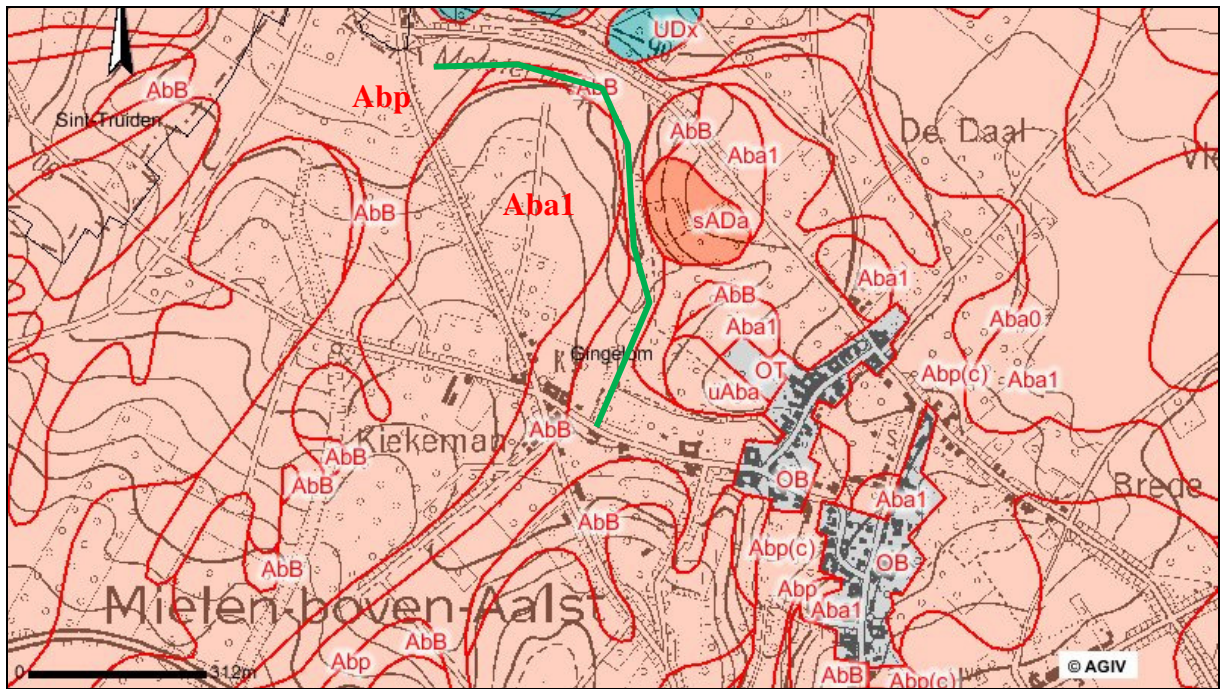 UDx
AbB
Abp
AbB
Sint-Truiden
AbB
De Daal
Aba1
AbB
Aba1
sADa
Aba1
AbB
Aba1
Aba0
Gingelom
OT
uAba
Abp(c)
Aba1
AbB
Kiekeman
AbB
AbB
OB
Aba1
Brede
AbB
Abp(c)
OB
AbB
Abp
Aba1
Mielen-boven-Aalst
AbB
Abp
AbB
Abp(c)
0 312m
© AGIV